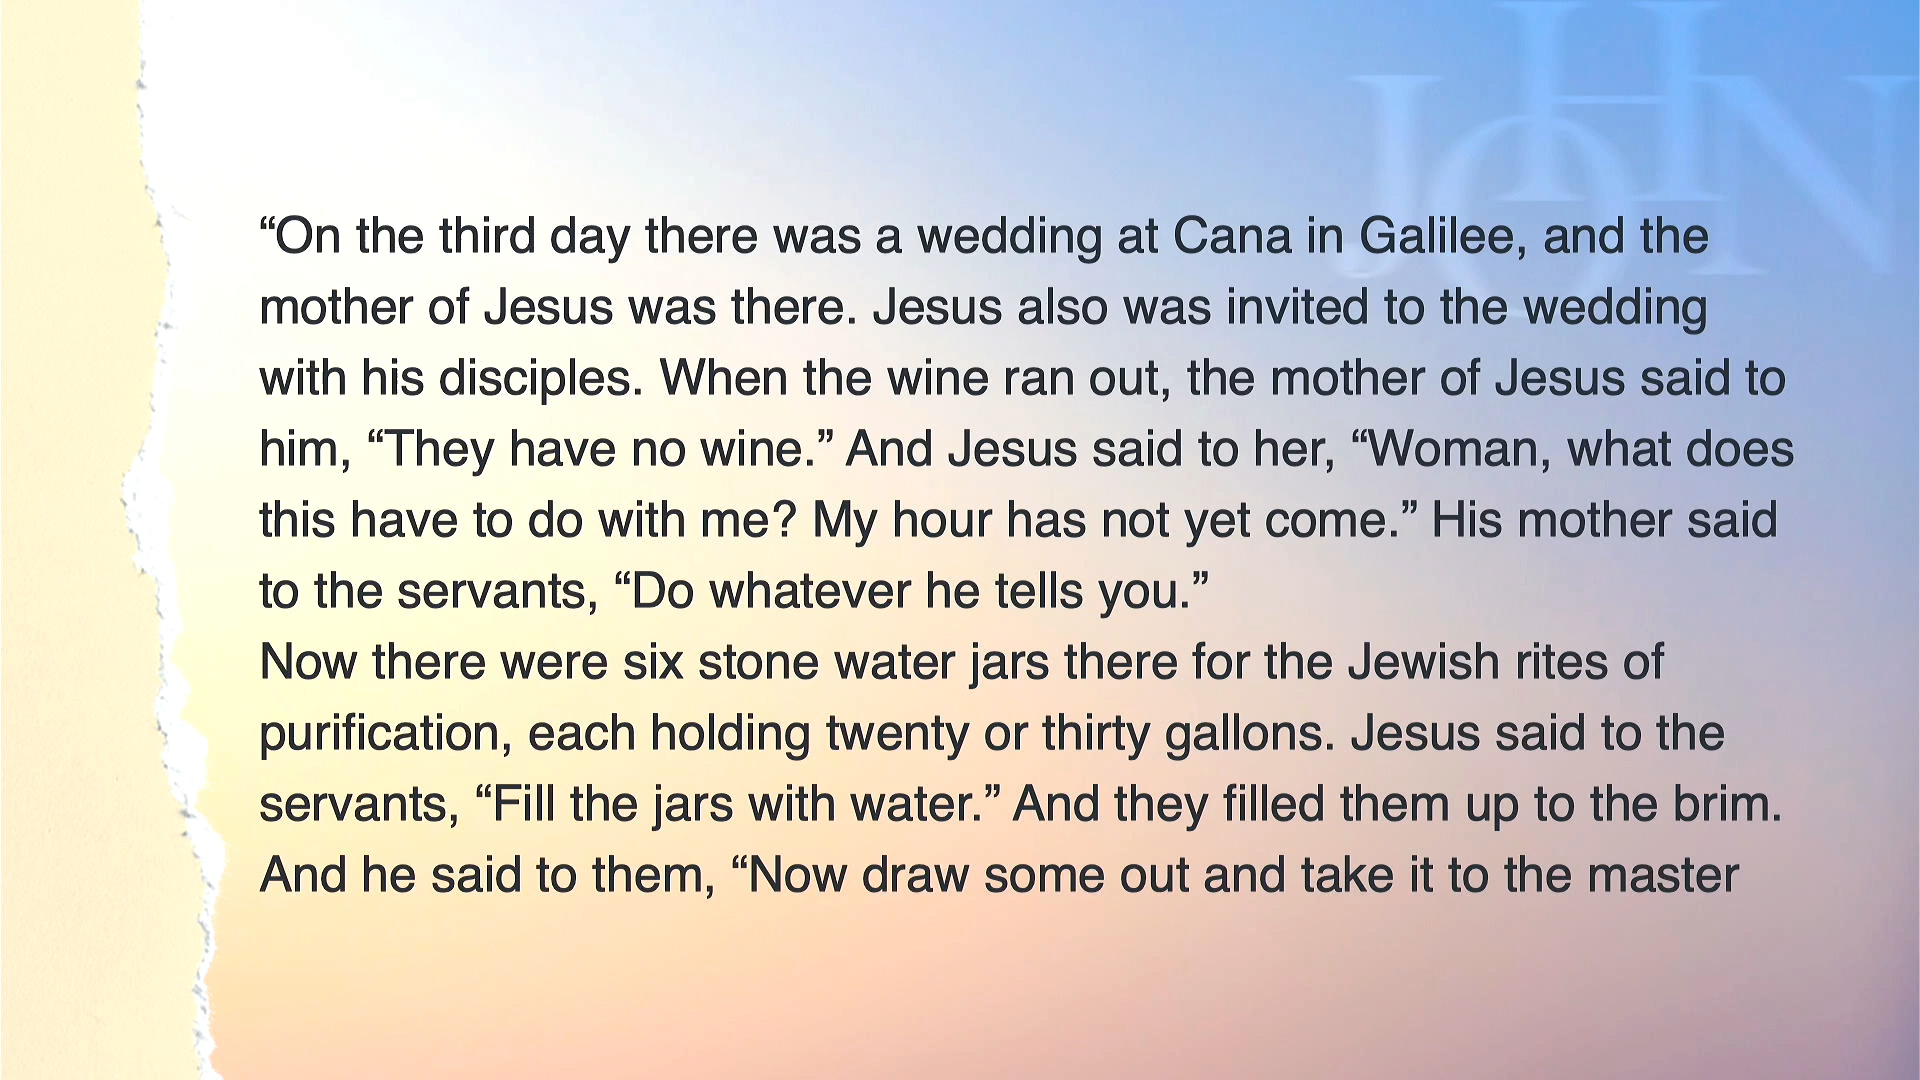 JOHN
“On the third day there was a wedding at Cana in Galilee, and the
mother of Jesus was there. Jesus also was invited to the wedding
with his disciples. When the wine ran out, the mother of Jesus said to
him, “They have no wine.” And Jesus said to her, “Woman, what does
this have to do with me? My hour has not yet come.” His mother said
to the servants, “Do whatever he tells you.”
Now there were six stone water jars there for the Jewish rites of
purification, each holding twenty or thirty gallons. Jesus said to the
servants, “Fill the jars with water.” And they filled them up to the brim.
And he said to them, “Now draw some out and take it to the master